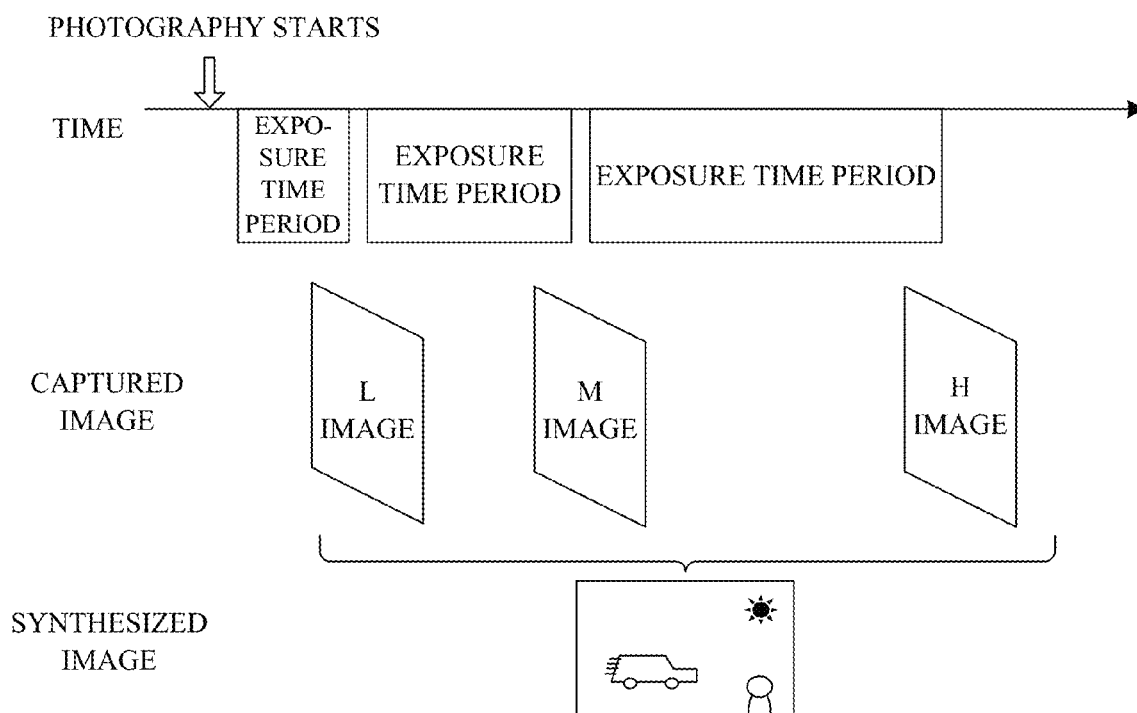 PHOTOGRAPHY STARTS
TIME
EXPO-
SURE
TIME
PERIOD
EXPOSURE
TIME PERIOD
EXPOSURE TIME PERIOD
CAPTURED
IMAGE
L
IMAGE
M
IMAGE
H
IMAGE
SYNTHESIZED
IMAGE